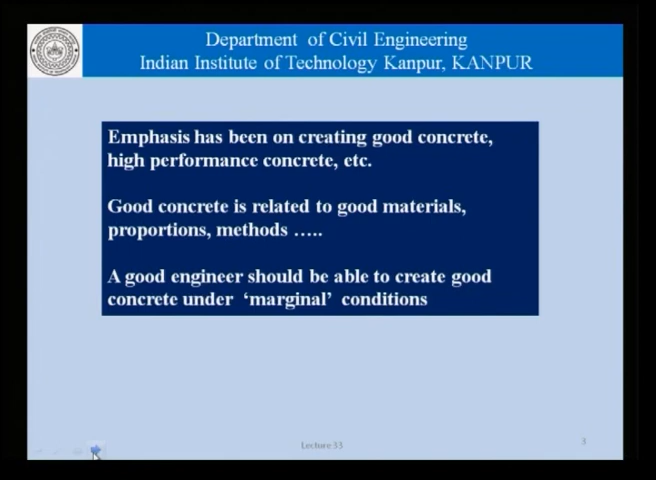 Department of Civil Engineering
Indian Institute of Technology Kanpur, KANPUR
Emphasis has been on creating good concrete,
high performance concrete, etc.
Good concrete is related to good materials,
proportions, methods .....
A good engineer should be able to create good
concrete under ‘marginal’ conditions
Lecture 33
3